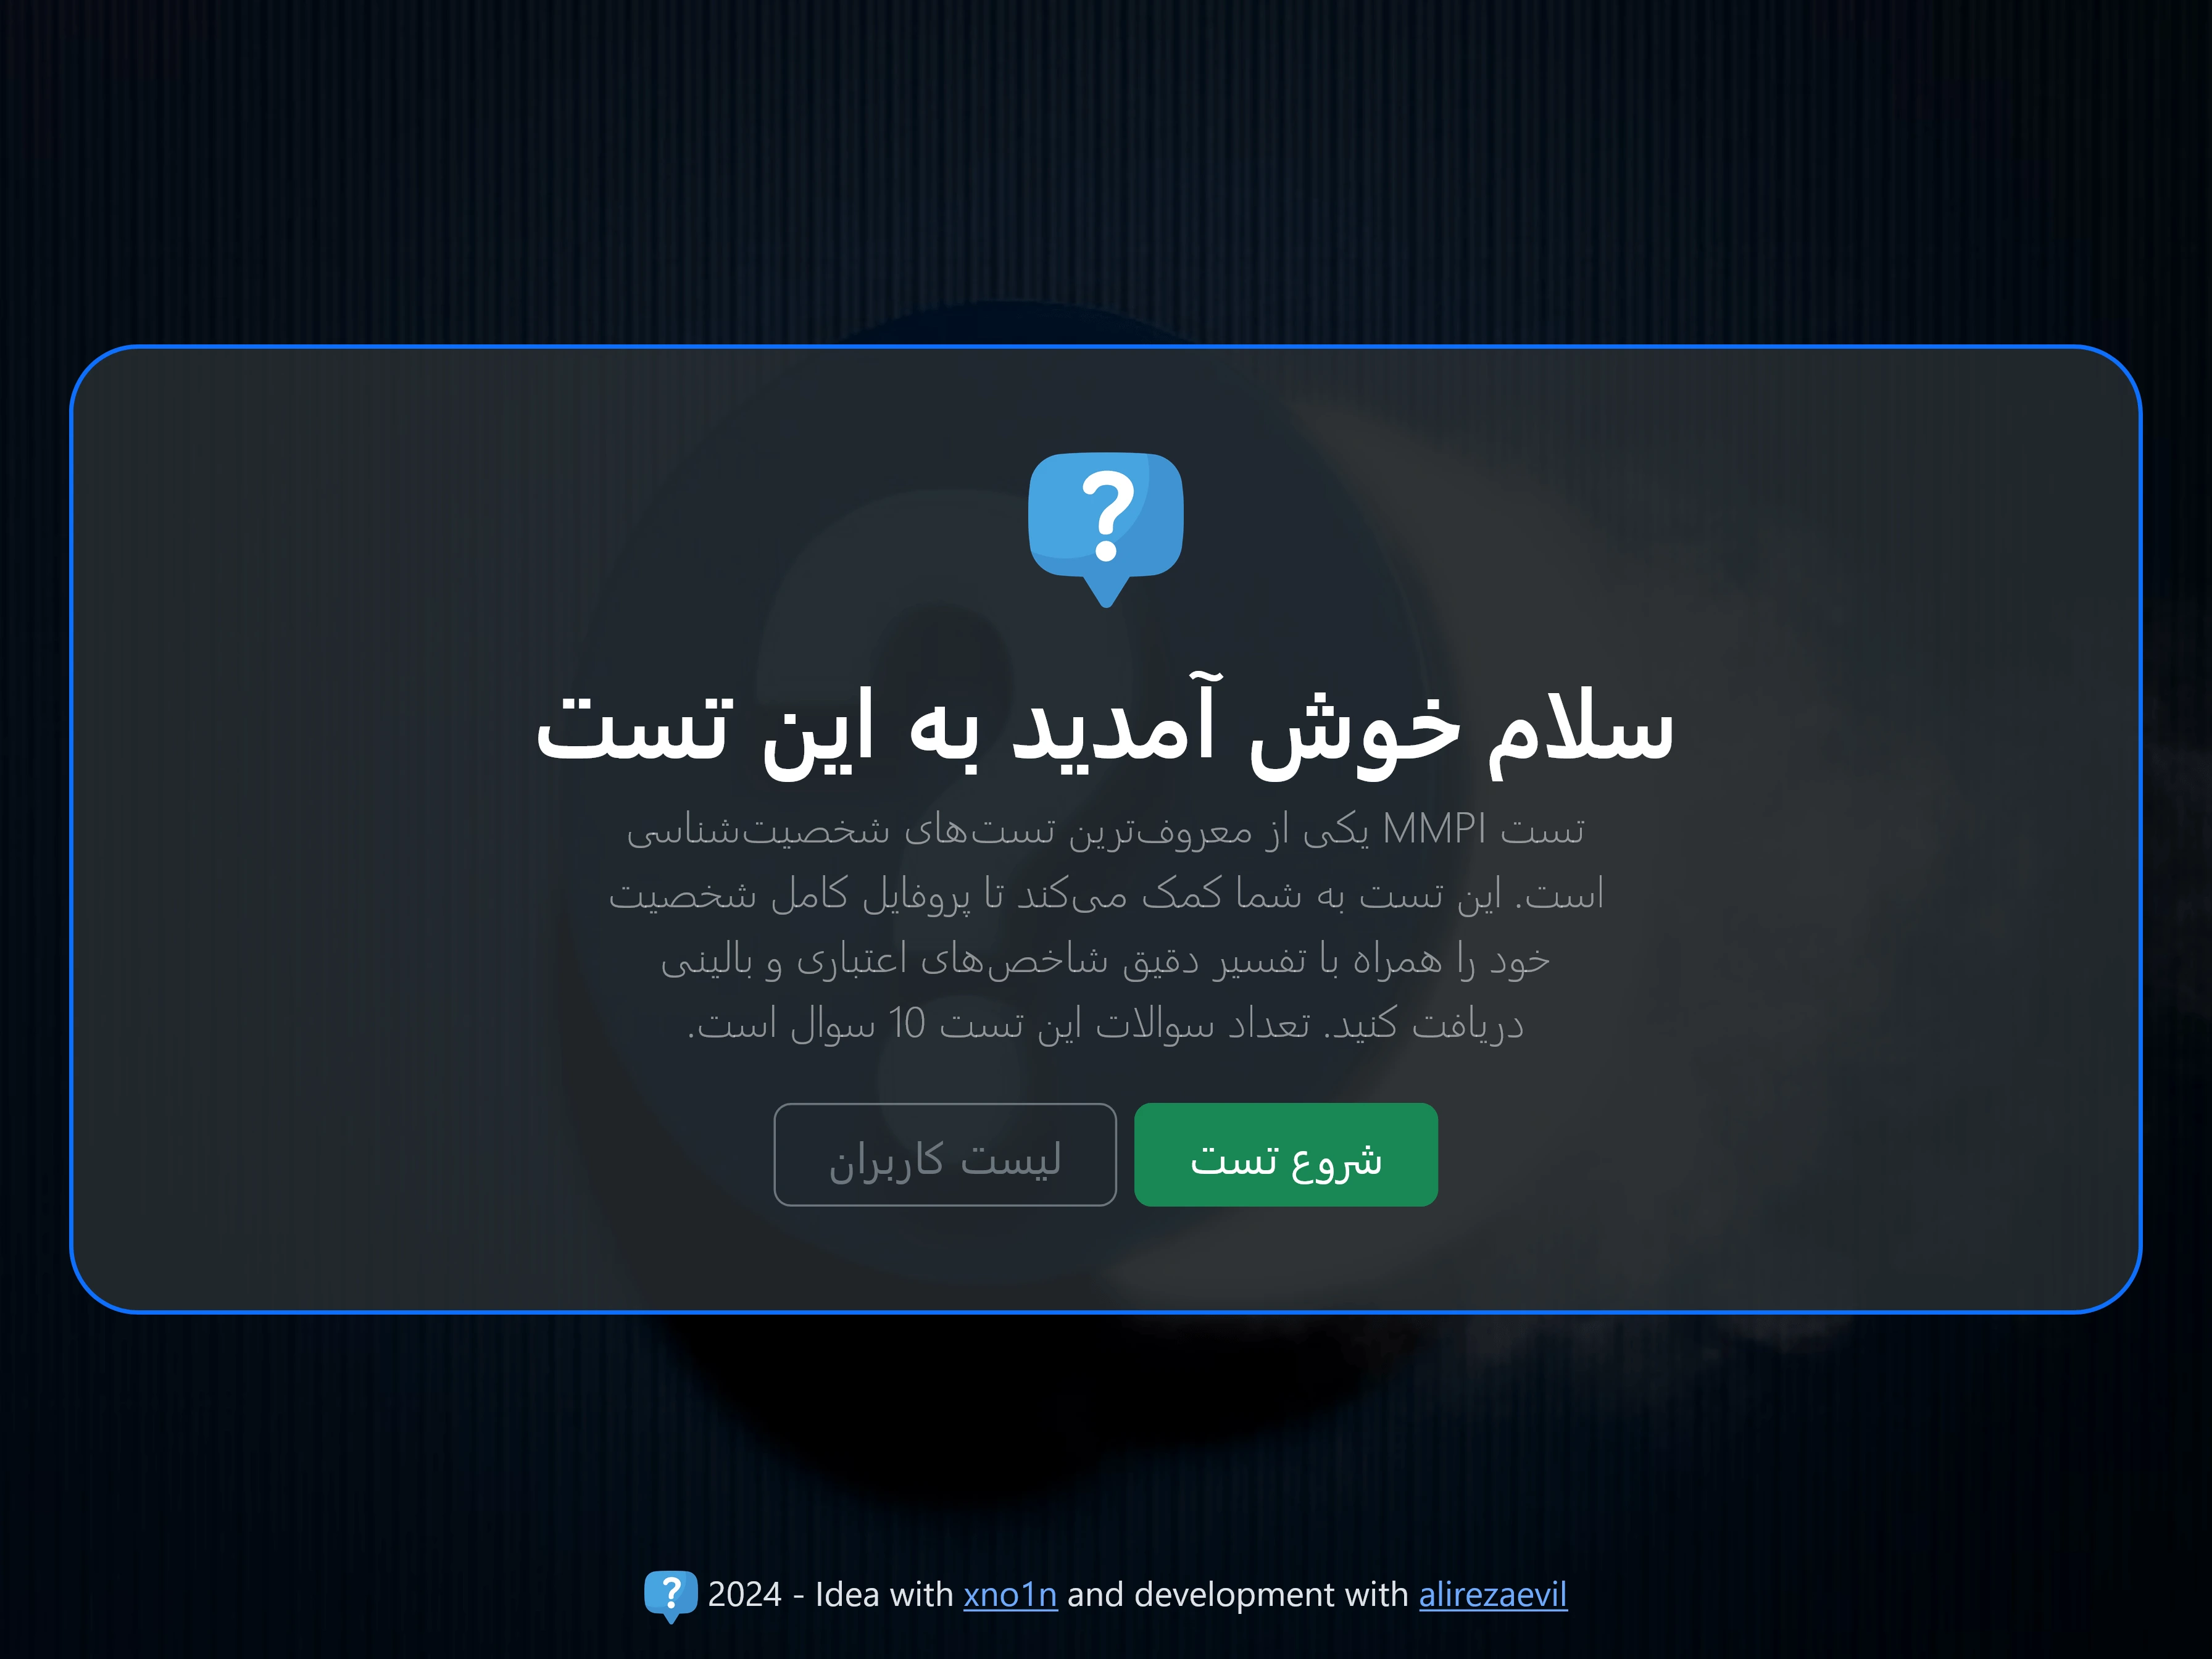 ?
سلام خوش آمدید به این تست
تست MMPI یکی از معروف‌ترین تست‌های شخصیت‌شناسی
است. این تست به شما کمک می‌کند تا پروفایل کامل شخصیت
خود را همراه با تفسیر دقیق شاخص‌های اعتباری و بالینی
دریافت کنید. تعداد سوالات این تست 10 سوال است.
شروع تست
لیست کاربران
? 2024 - Idea with xno1n and development with alirezaevil